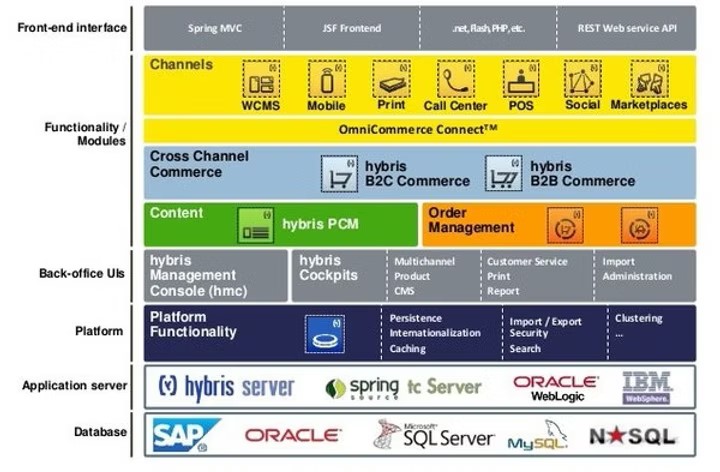 Front-end interface
Spring MVC
JSF Frontend
.net, Flash, PHP, etc.
REST Web service API
Functionality /
Modules
Channels
WCMS
Mobile
Print
Call Center
POS
Social
Marketplaces
OmniCommerce Connect™
Cross Channel
Commerce
hybris
B2C Commerce
hybris
B2B Commerce
Content
hybris PCM
Order
Management
Back-office UIs
hybris
Management
Console (hmc)
hybris
Cockpits
Multichannel
Product
CMS
Customer Service
Print
Report
Import
Administration
Platform
Platform
Functionality
Persistence
Internationalization
Caching
Import / Export
Security
Search
Clustering
...
Application server
(y) hybris server
spring
source
tc Server
ORACLE
WebLogic
IBM
WebSphere.
Database
SAP
ORACLE
Microsoft
SQL Server
MySQL
N★SQL